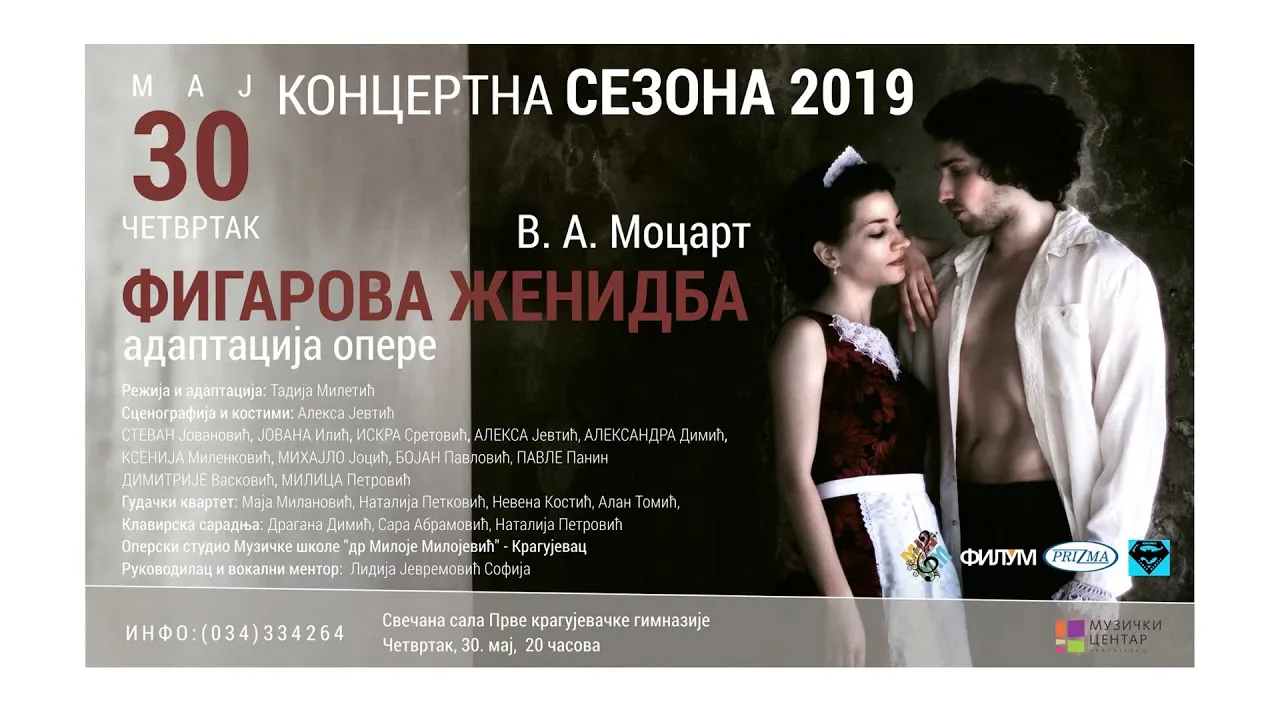 МАЈ
30
ЧЕТВРТАК
КОНЦЕРТНА СЕЗОНА 2019
В. А. Моцарт
ФИГАРОВА ЖЕНИДБА
адаптација опере
Режија и адаптација: Тадија Милетић
Сценографија и костими: Алекса Јевтић
СТЕВАН Јовановић, ЈОВАНА Илић, ИСКРА Сретовић, АЛЕКСА Јевтић, АЛЕКСАНДРА Димић,
КСЕНИЈА Миленковић, МИХАЈЛО Јоцић, БОЈАН Павловић, ПАВЛЕ Панин
ДИМИТРИЈЕ Васковић, МИЛИЦА Петровић
Гудачки квартет: Маја Милановић, Наталија Петковић, Невена Костић, Алан Томић,
Клавирска сарадња: Драгана Димић, Сара Абрамовић, Наталија Петровић
Оперски студио Музичке школе "др Милоје Милојевић" - Крагујевац
Руководилац и вокални ментор: Лидија Јевремовић Софија
ФИЛУМ
PRIZMA
ИНФО:(034)334264
Свечана сала Прве крагујевачке гимназије
Четвртак, 30. мај, 20 часова
МУЗИЧКИ
ЦЕНТАР